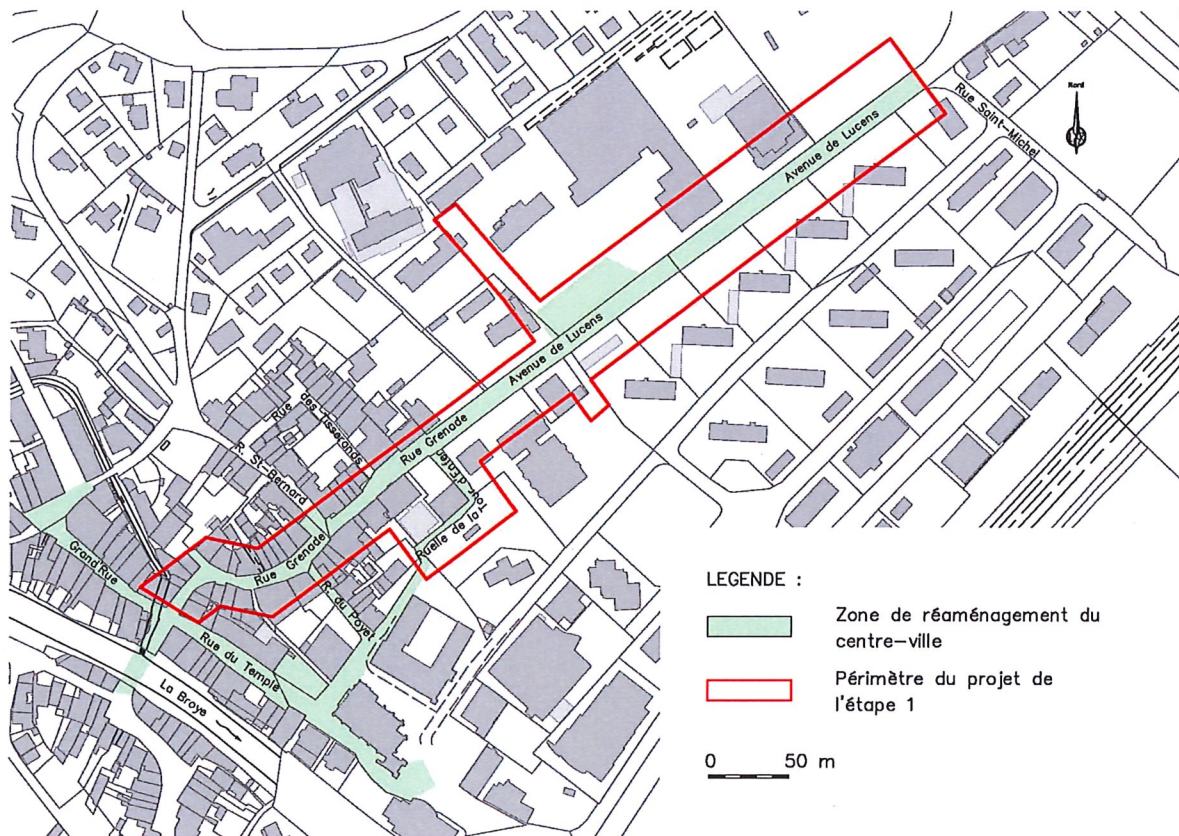 Nord
Rue Saint-Michel
Avenue de Lucens
Avenue de Lucens
Rue Grenade
Rue des Tisserands
R. St-Bernard
Ruelle de la Tour d'Enfer
Rue Grenade
Grand'Rue
R. du Poyet
Rue du Temple
La Broye
LEGENDE :
Zone de réaménagement du
centre-ville
Périmètre du projet de
l'étape 1
0 50 m